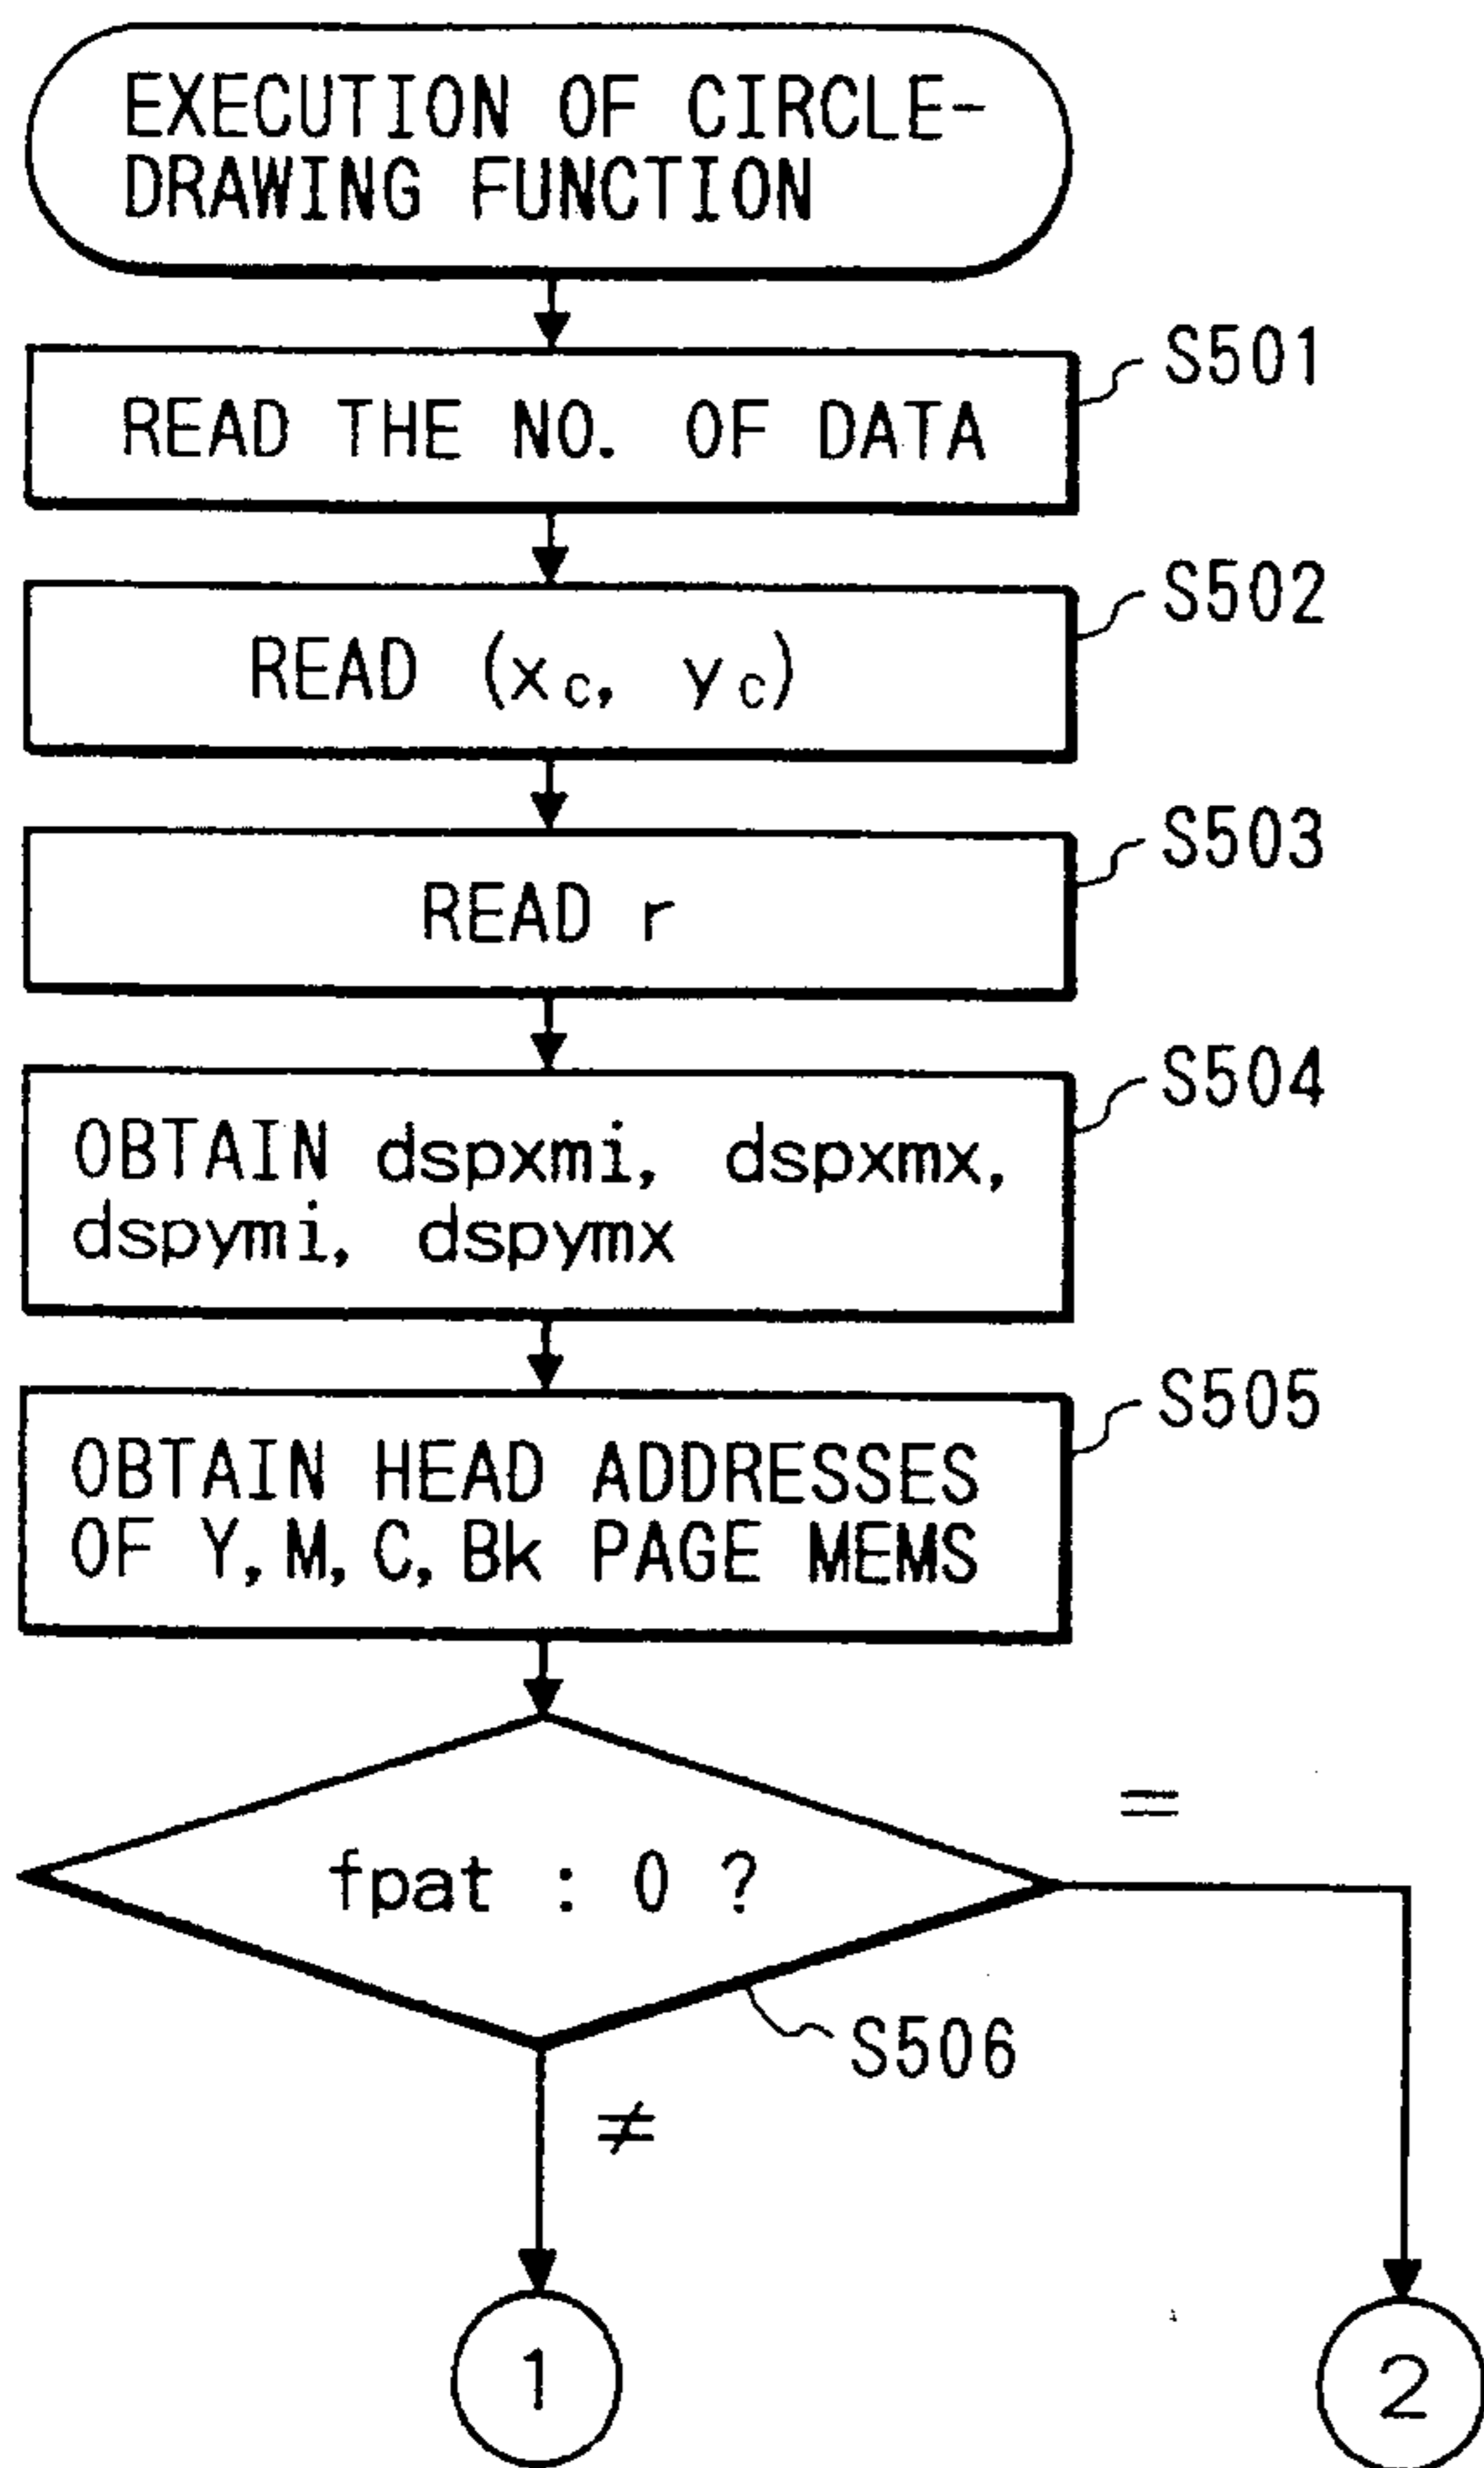 EXECUTION OF CIRCLE-
DRAWING FUNCTION
READ THE NO. OF DATA
S501
READ (xc, yc)
S502
READ r
S503
OBTAIN dspxmi, dspxmx,
dspymi, dspymx
S504
OBTAIN HEAD ADDRESSES
OF Y, M, C, Bk PAGE MEMS
S505
fpat : 0 ?
=
S506
≠
1
2